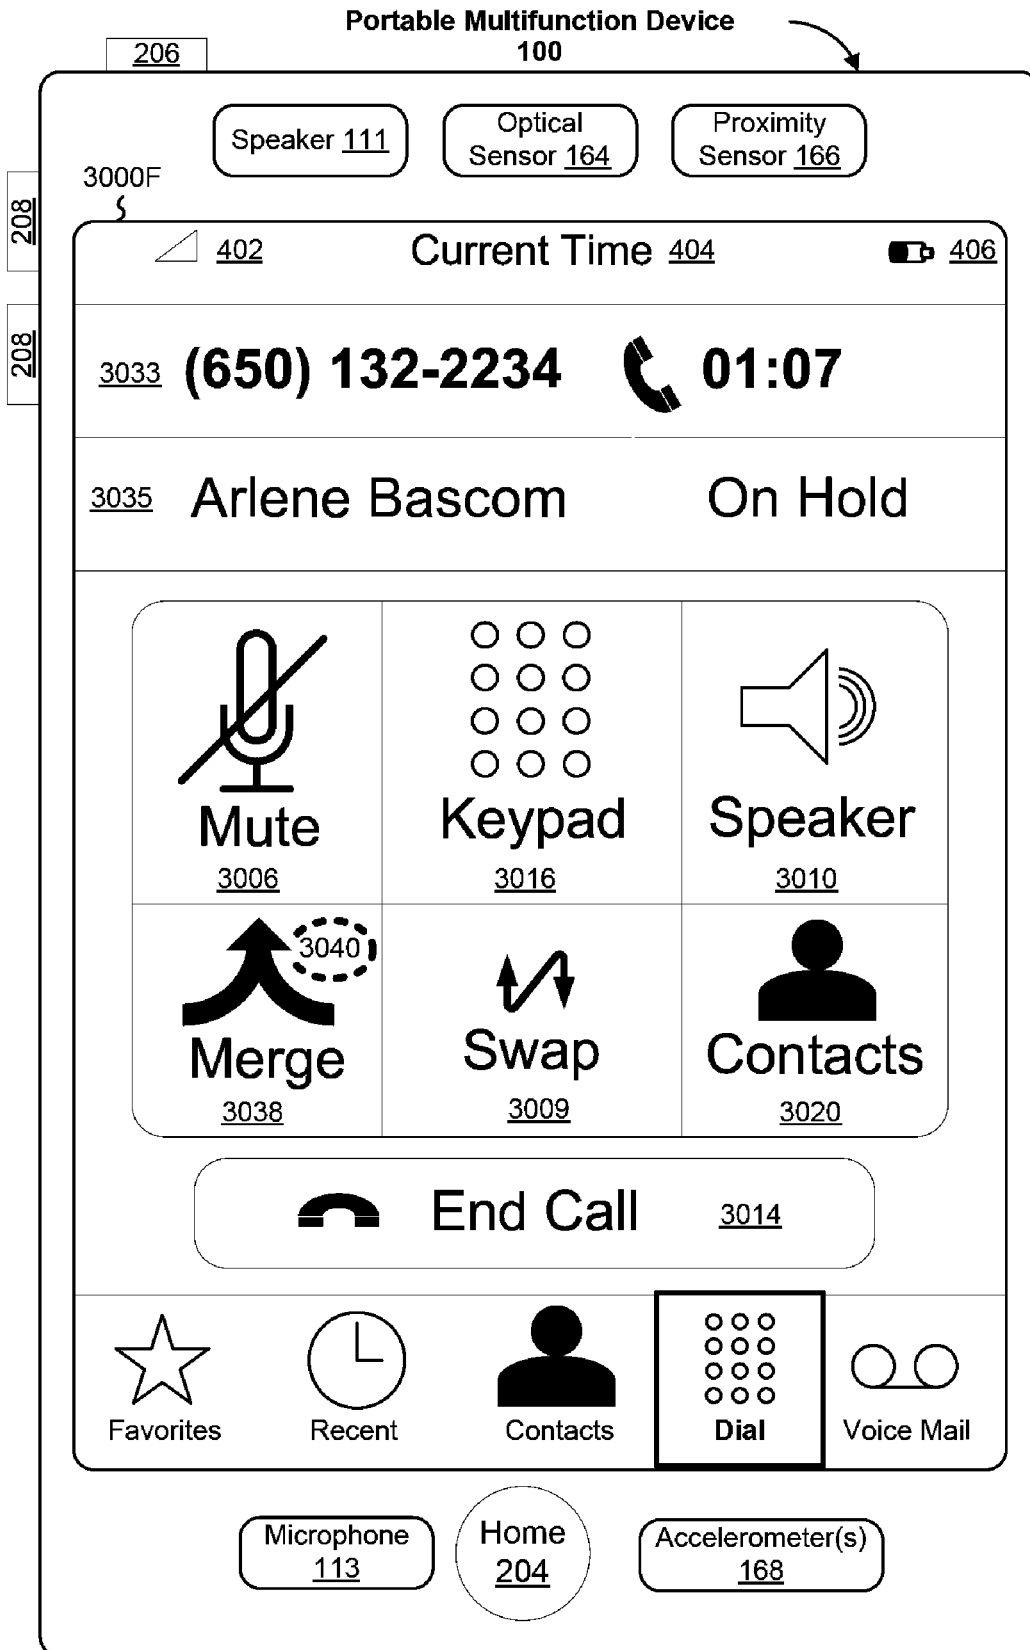 Portable Multifunction Device
100
206
Speaker 111
Optical
Sensor 164
Proximity
Sensor 166
3000F
208
208
402
Current Time 404
406
3033 (650) 132-2234 01:07
3035 Arlene Bascom On Hold
Mute
3006
Keypad
3016
Speaker
3010
3040
Merge
3038
Swap
3009
Contacts
3020
End Call 3014
Favorites
Recent
Contacts
Dial
Voice Mail
Microphone
113
Home
204
Accelerometer(s)
168